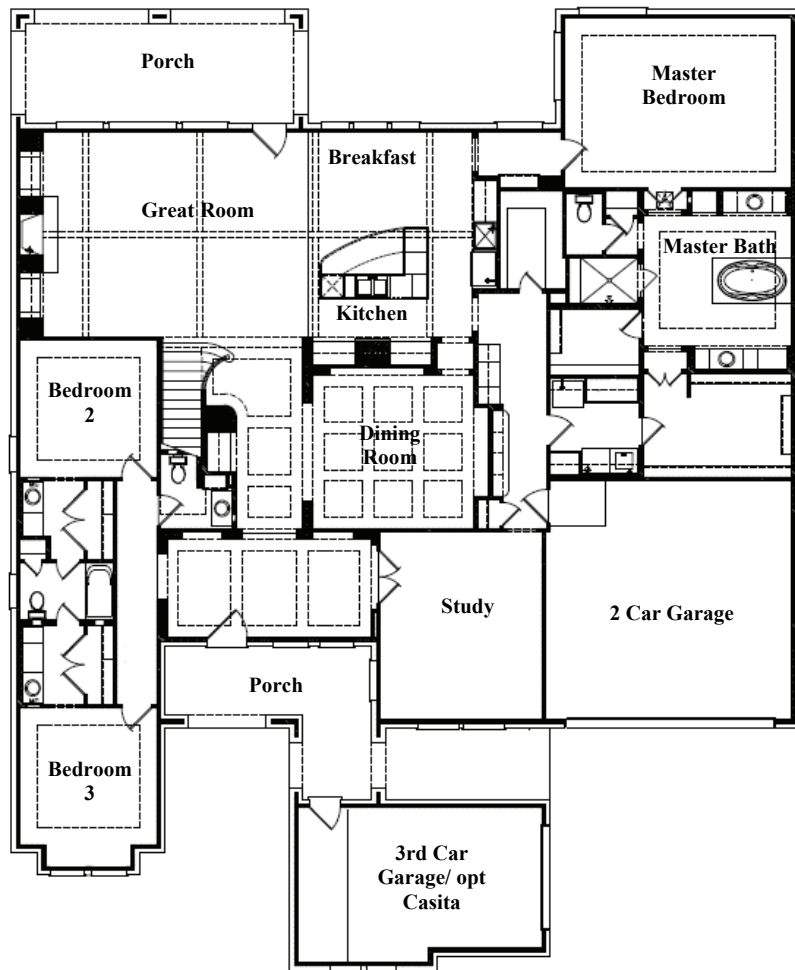 Porch
Master
Bedroom
Breakfast
Great Room
Master Bath
Kitchen
Bedroom
2
Dining
Room
Study
2 Car Garage
Porch
Bedroom
3
3rd Car
Garage/ opt
Casita